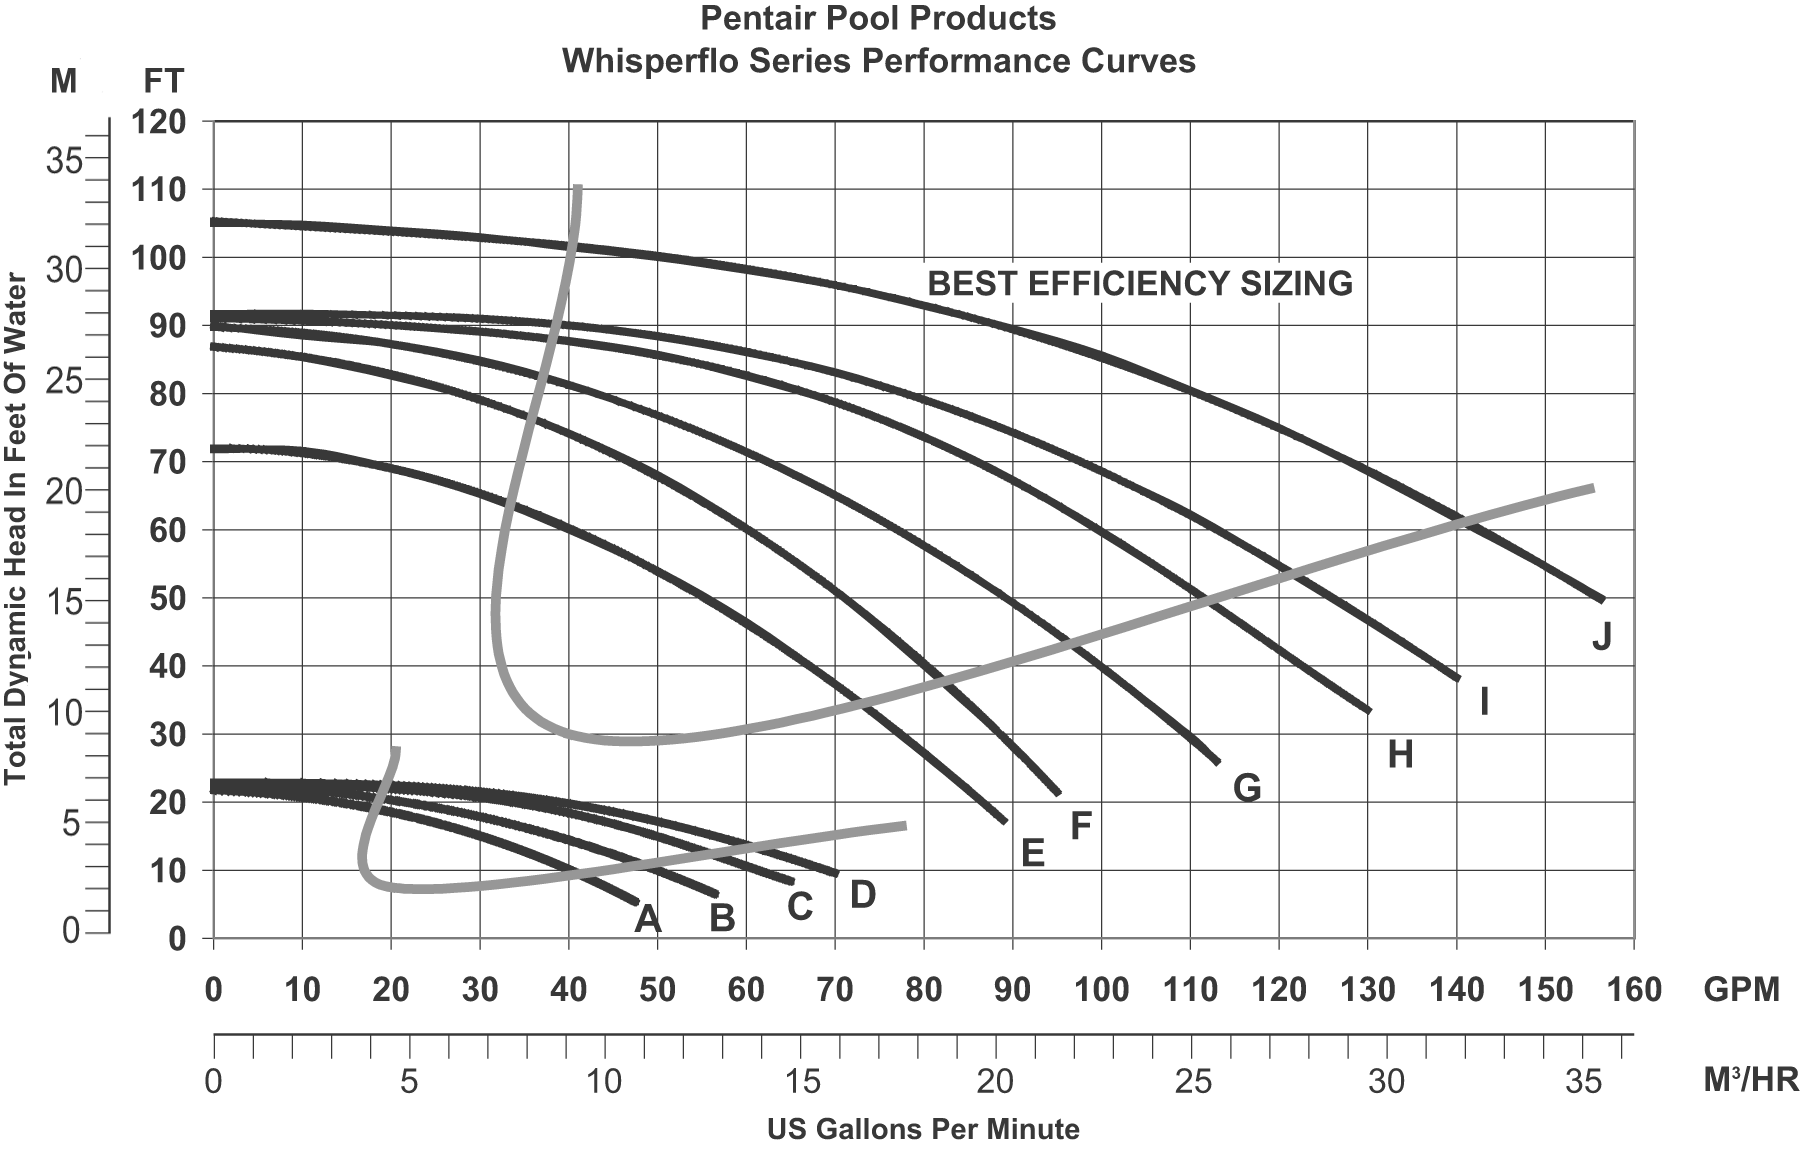 Pentair Pool Products
Whisperflo Series Performance Curves
M FT
120
35
110
100
30
BEST EFFICIENCY SIZING
90
25
80
70
20
60
50
15
J
40
10
I
30
H
G
20
5
F
E
10
D
C
B
A
0
0
Total Dynamic Head In Feet Of Water
0 10 20 30 40 50 60 70 80 90 100 110 120 130 140 150 160 GPM
0 5 10 15 20 25 30 35 M³/HR
US Gallons Per Minute